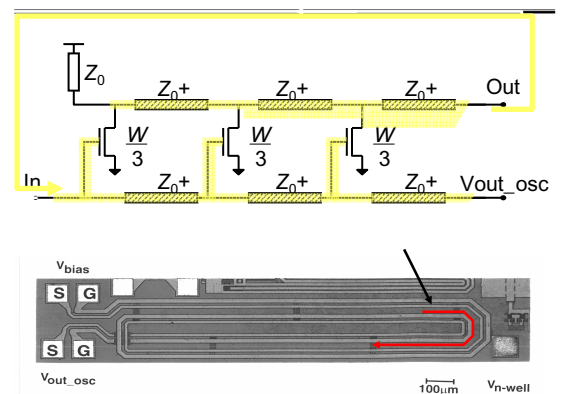 Z0
Z0+ Z0+ Z0+ Out
W/3 W/3 W/3
In Z0+ Z0+ Z0+ Vout_osc
Vbias
S G
S G
Vout_osc 100μm Vn-well